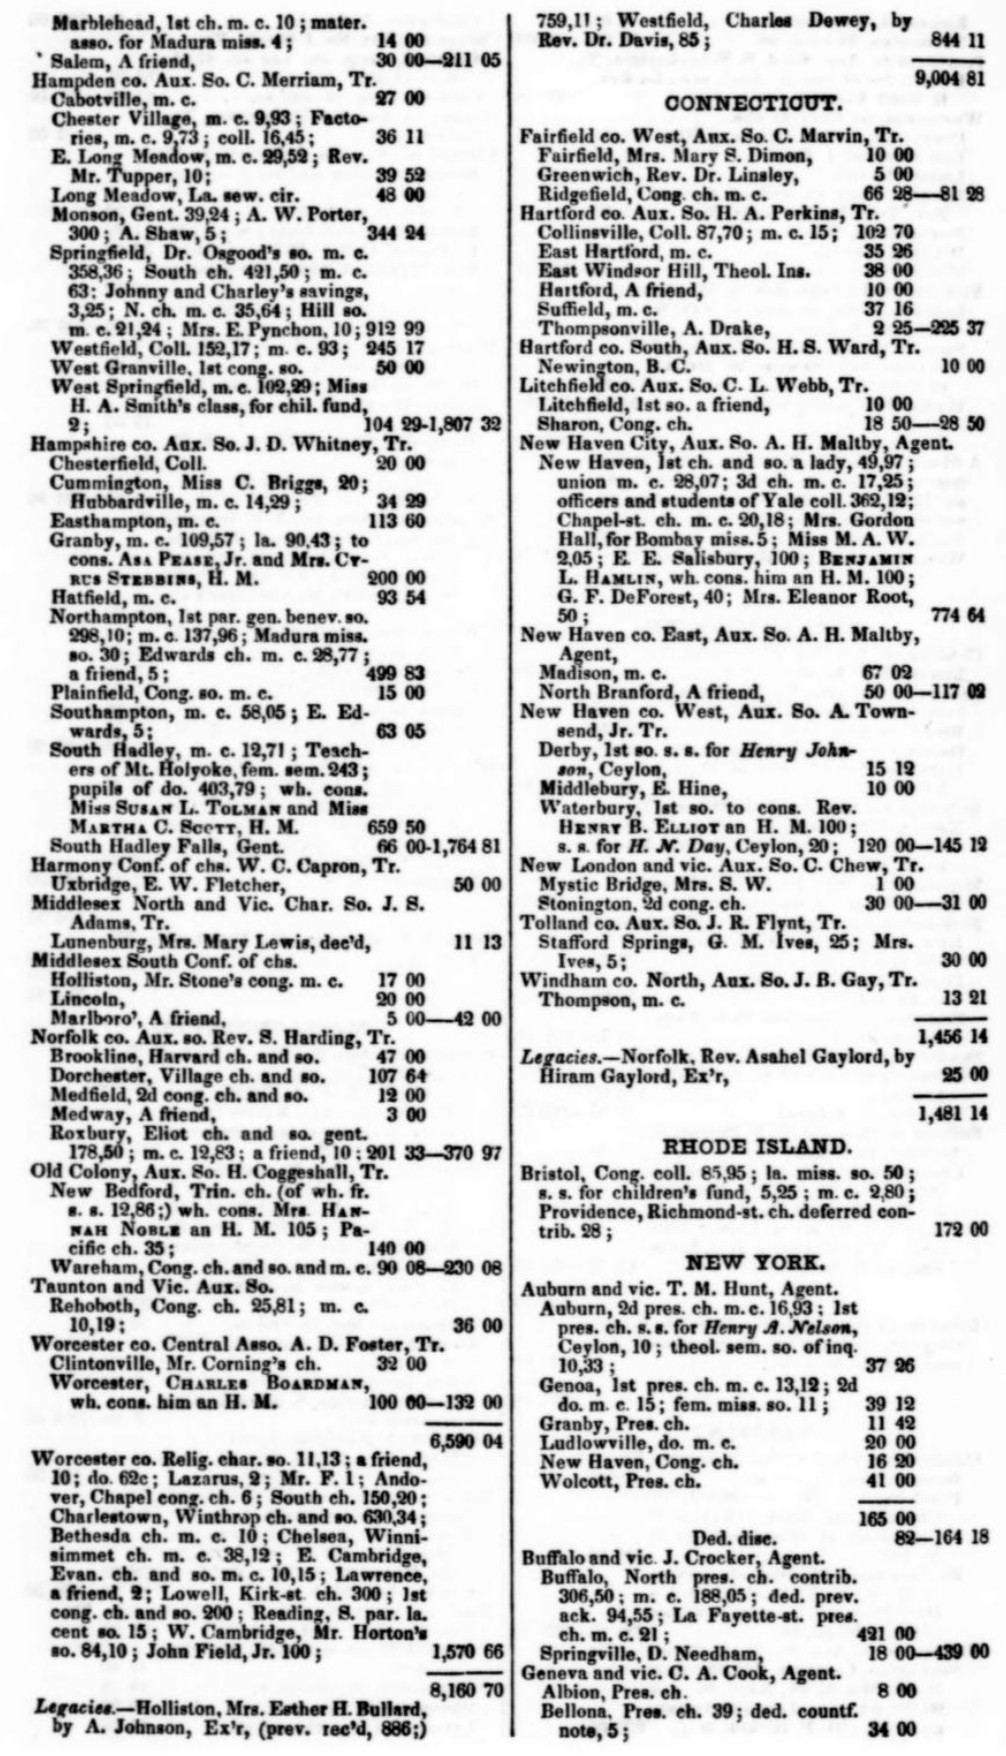 Marblehead, 1st ch. m. c. 10 ; mater.
asso. for Madura miss. 4 ; 14 00
Salem, A friend, 30 00—211 05
Hampden co. Aux. So. C. Merriam, Tr.
Cabotville, m. c. 27 00
Chester Village, m. c. 9,93 ; Facto-
ries, m. c. 9,73 ; coll. 16,45 ; 36 11
E. Long Meadow, m. c. 29,52 ; Rev.
Mr. Tupper, 10 ; 39 52
Long Meadow, La. sew. cir. 48 00
Monson, Gent. 39,24 ; A. W. Porter,
300 ; A. Shaw, 5 ; 344 24
Springfield, Dr. Osgood's so. m. c.
358,36 ; South ch. 421,50 ; m. c.
63 ; Johnny and Charley's savings,
3,25 ; N. ch. m. c. 35,64 ; Hill so.
m. c. 21,24 ; Mrs. E. Pynchon, 10 ; 912 99
Westfield, Coll. 152,17 ; m. c. 93 ; 245 17
West Granville, 1st cong. so. 50 00
West Springfield, m. c. 102,29 ; Miss
H. A. Smith's class, for chil. fund,
2 ; 104 29-1,807 32
Hampshire co. Aux. So. J. D. Whitney, Tr.
Chesterfield, Coll. 20 00
Cummington, Miss C. Briggs, 20 ;
Hubbardville, m. c. 14,29 ; 34 29
Easthampton, m. c. 113 60
Granby, m. c. 109,57 ; la. 90,43 ; to
cons. ASA PEASE, Jr. and Mrs. CY-
RUS STEBBINS, H. M. 200 00
Hatfield, m. c. 93 54
Northampton, 1st par. gen. benev. so.
298,10 ; m. c. 137,96 ; Madura miss.
so. 30 ; Edwards ch. m. c. 28,77 ;
a friend, 5 ; 499 83
Plainfield, Cong. so. m. c. 15 00
Southampton, m. c. 58,05 ; E. Ed-
wards, 5 ; 63 05
South Hadley, m. c. 12,71 ; Teach-
ers of Mt. Holyoke, fem. sem. 243 ;
pupils of do. 403,79 ; wh. cons.
Miss SUSAN L. TOLMAN and Miss
MARTHA C. SCOTT, H. M. 659 50
South Hadley Falls, Gent. 66 00-1,764 81
Harmony Conf. of chs. W. C. Capron, Tr.
Uxbridge, E. W. Fletcher, 50 00
Middlesex North and Vic. Char. So. J. S.
Adams, Tr.
Lunenburg, Mrs. Mary Lewis, dec'd, 11 13
Middlesex South Conf. of chs.
Holliston, Mr. Stone's cong. m. c. 17 00
Lincoln, 20 00
Marlboro', A friend, 5 00—42 00
Norfolk co. Aux. so. Rev. S. Harding, Tr.
Brookline, Harvard ch. and so. 47 00
Dorchester, Village ch. and so. 107 64
Medfield, 2d cong. ch. and so. 12 00
Medway, A friend, 3 00
Roxbury, Eliot ch. and so. gent.
178,50 ; m. c. 12,83 ; a friend, 10 ; 201 33—370 97
Old Colony, Aux. So. H. Coggeshall, Tr.
New Bedford, Trin. ch. (of wh. fr.
s. s. 12,86;) wh. cons. Mrs. HAN-
NAH NOBLE an H. M. 105 ; Pa-
cific ch. 35 ; 140 00
Wareham, Cong. ch. and so. and m. c. 90 08—230 08
Taunton and Vic. Aux. So.
Rehoboth, Cong. ch. 25,81 ; m. c.
10,19 ; 36 00
Worcester co. Central Asso. A. D. Foster, Tr.
Clintonville, Mr. Corning's ch. 32 00
Worcester, CHARLES BOARDMAN,
wh. cons. him an H. M. 100 00—132 00
6,590 04
Worcester co. Relig. char. so. 11,13 ; a friend,
10 ; do. 62c ; Lazarus, 2 ; Mr. F. 1 ; Ando-
ver, Chapel cong. ch. 6 ; South ch. 150,20 ;
Charlestown, Winthrop ch. and so. 630,34 ;
Bethesda ch. m. c. 10 ; Chelsea, Winni-
simmet ch. m. c. 38,12 ; E. Cambridge,
Evan. ch. and so. m. c. 10,15 ; Lawrence,
a friend, 2 ; Lowell, Kirk-st. ch. 300 ; 1st
cong. ch. and so. 200 ; Reading, S. par. la.
cent so. 15 ; W. Cambridge, Mr. Horton's
so. 84,10 ; John Field, Jr. 100 ; 1,570 66
8,160 70
Legacies.—Holliston, Mrs. Esther H. Bullard,
by A. Johnson, Ex'r, (prev. rec'd, 886;)
759,11 ; Westfield, Charles Dewey, by
Rev. Dr. Davis, 85 ; 844 11
9,004 81
CONNECTICUT.
Fairfield co. West, Aux. So. C. Marvin, Tr.
Fairfield, Mrs. Mary S. Dimon, 10 00
Greenwich, Rev. Dr. Linsley, 5 00
Ridgefield, Cong. ch. m. c. 66 28—81 28
Hartford co. Aux. So. H. A. Perkins, Tr.
Collinsville, Coll. 87,70 ; m. c. 15 ; 102 70
East Hartford, m. c. 35 26
East Windsor Hill, Theol. Ins. 38 00
Hartford, A friend, 10 00
Suffield, m. c. 37 16
Thompsonville, A. Drake, 2 25—225 37
Hartford co. South, Aux. So. H. S. Ward, Tr.
Newington, B. C. 10 00
Litchfield co. Aux. So. C. L. Webb, Tr.
Litchfield, 1st so. a friend, 10 00
Sharon, Cong. ch. 18 50—28 50
New Haven City, Aux. So. A. H. Maltby, Agent.
New Haven, 1st ch. and so. a lady, 49,97 ;
union m. c. 28,07 ; 3d ch. m. c. 17,25 ;
officers and students of Yale coll. 362,12 ;
Chapel-st. ch. m. c. 20,18 ; Mrs. Gordon
Hall, for Bombay miss. 5 ; Miss M. A. W.
2,05 ; E. E. Salisbury, 100 ; BENJAMIN
L. HAMLIN, wh. cons. him an H. M. 100 ;
G. F. DeForest, 40 ; Mrs. Eleanor Root,
50 ; 774 64
New Haven co. East, Aux. So. A. H. Maltby,
Agent,
Madison, m. c. 67 02
North Branford, A friend, 50 00—117 02
New Haven co. West, Aux. So. A. Town-
send, Jr. Tr.
Derby, 1st so. s. s. for Henry John-
son, Ceylon, 15 12
Middlebury, E. Hine, 10 00
Waterbury, 1st so. to cons. Rev.
HENRY B. ELLIOT an H. M. 100 ;
s. s. for H. N. Day, Ceylon, 20 ; 120 00—145 12
New London and vic. Aux. So. C. Chew, Tr.
Mystic Bridge, Mrs. S. W. 1 00
Stonington, 2d cong. ch. 30 00—31 00
Tolland co. Aux. So. J. R. Flynt, Tr.
Stafford Springs, G. M. Ives, 25 ; Mrs.
Ives, 5 ; 30 00
Windham co. North, Aux. So. J. B. Gay, Tr.
Thompson, m. c. 13 21
1,456 14
Legacies.—Norfolk, Rev. Asahel Gaylord, by
Hiram Gaylord, Ex'r, 25 00
1,481 14
RHODE ISLAND.
Bristol, Cong. coll. 85,95 ; la. miss. so. 50 ;
s. s. for children's fund, 5,25 ; m. c. 2,80 ;
Providence, Richmond-st. ch. deferred con-
trib. 28 ; 172 00
NEW YORK.
Auburn and vic. T. M. Hunt, Agent.
Auburn, 2d pres. ch. m. c. 16,93 ; 1st
pres. ch. s. s. for Henry A. Nelson,
Ceylon, 10 ; theol. sem. so. of inq.
10,33 ; 37 26
Genoa, 1st pres. ch. m. c. 13,12 ; 2d
do. m. c. 15 ; fem. miss. so. 11 ; 39 12
Granby, Pres. ch. 11 42
Ludlowville, do. m. c. 20 00
New Haven, Cong. ch. 16 20
Wolcott, Pres. ch. 41 00
165 00
Ded. disc. 82—164 18
Buffalo and vic. J. Crocker, Agent.
Buffalo, North pres. ch. contrib.
306,50 ; m. c. 188,05 ; ded. prev.
ack. 94,55 ; La Fayette-st. pres.
ch. m. c. 21 ; 421 00
Springville, D. Needham, 18 00—439 00
Geneva and vic. C. A. Cook, Agent.
Albion, Pres. ch. 8 00
Bellona, Pres. ch. 39 ; ded. countf.
note, 5 ; 34 00